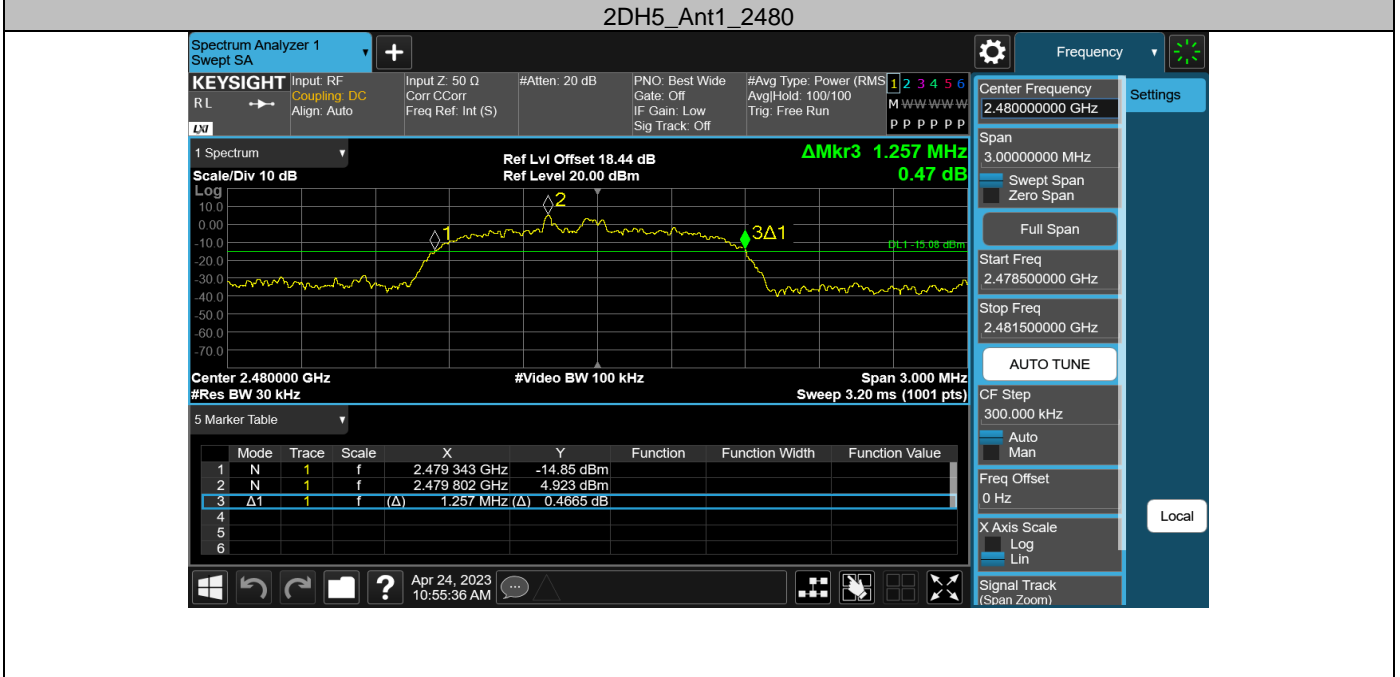 2DH5_Ant1_2480
Spectrum Analyzer 1
Swept SA
Frequency
KEYSIGHT
R L
LXI
Input: RF
Coupling: DC
Align: Auto
Input Z: 50 Ω
Corr CCorr
Freq Ref: Int (S)
#Atten: 20 dB
PNO: Best Wide
Gate: Off
IF Gain: Low
Sig Track: Off
#Avg Type: Power (RMS
Avg|Hold: 100/100
Trig: Free Run
1 2 3 4 5 6
M W W W W W
P P P P P P
1 Spectrum
Scale/Div 10 dB
Ref Lvl Offset 18.44 dB
Ref Level 20.00 dBm
ΔMkr3 1.257 MHz
0.47 dB
Log
10.0
0.00
-10.0
-20.0
-30.0
-40.0
-50.0
-60.0
-70.0
1
2
3Δ1
DL1 -15.08 dBm
Center 2.480000 GHz
#Video BW 100 kHz
Span 3.000 MHz
#Res BW 30 kHz
Sweep 3.20 ms (1001 pts)
5 Marker Table
Mode Trace Scale X Y Function Function Width Function Value
1 N 1 f 2.479 343 GHz -14.85 dBm
2 N 1 f 2.479 802 GHz 4.923 dBm
3 Δ1 1 f (Δ) 1.257 MHz (Δ) 0.4665 dB
4
5
6
Apr 24, 2023
10:55:36 AM
Center Frequency
2.480000000 GHz
Span
3.00000000 MHz
Swept Span
Zero Span
Full Span
Start Freq
2.478500000 GHz
Stop Freq
2.481500000 GHz
AUTO TUNE
CF Step
300.000 kHz
Auto
Man
Freq Offset
0 Hz
X Axis Scale
Log
Lin
Signal Track
(Span Zoom)
Settings
Local